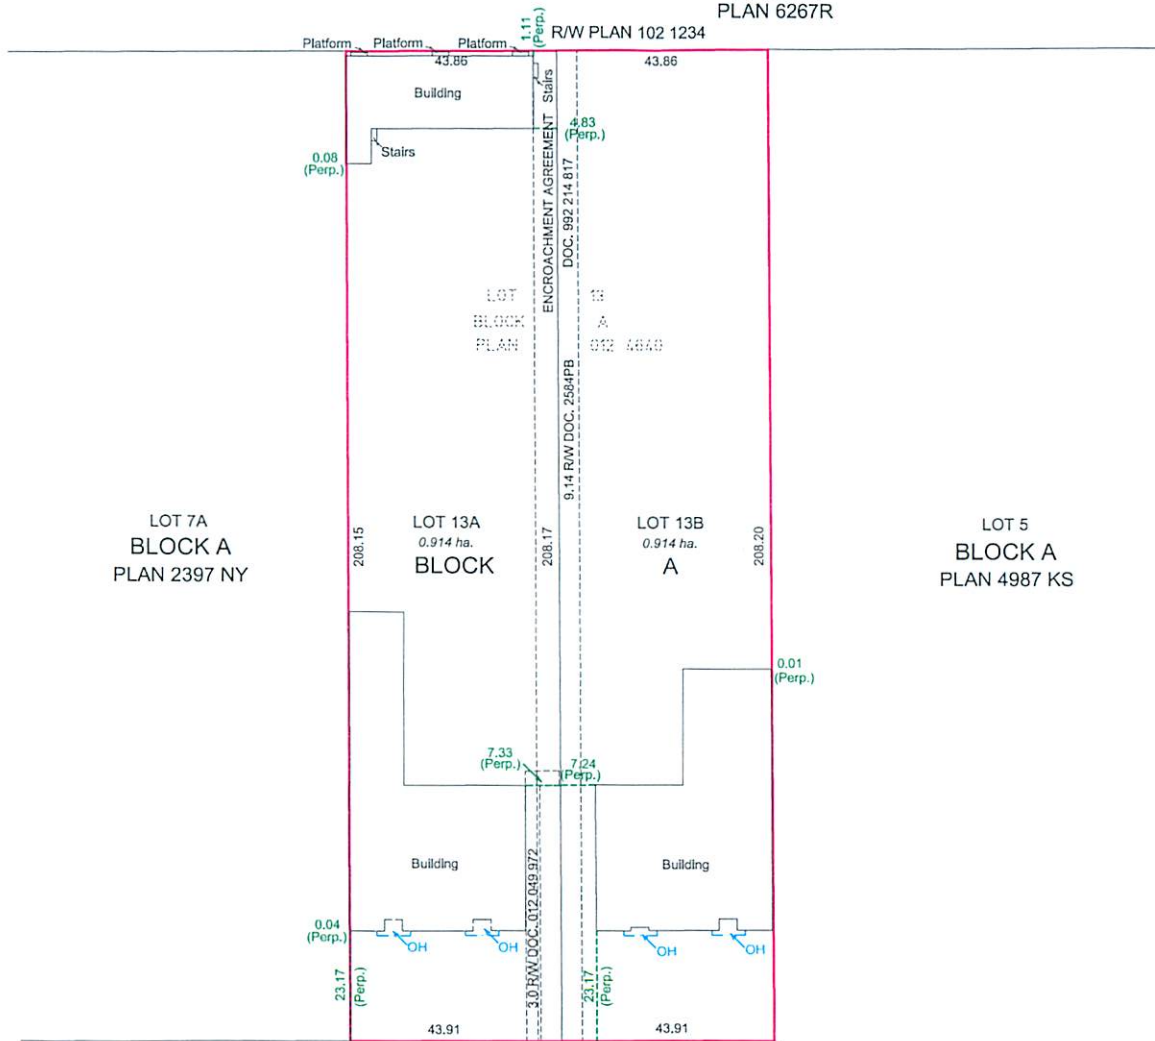 PLAN 6267R
1.11
(Perp.)
R/W PLAN 102 1234
Platform
Platform
Platform
43.86
43.86
Building
Stairs
4.83
(Perp.)
Stairs
0.08
(Perp.)
ENCROACHMENT AGREEMENT
DOC. 992 214 817
LOT 13
BLOCK A
PLAN 012 4640
9.14 R/W DOC. 2584PB
LOT 7A
BLOCK A
PLAN 2397 NY
208.15
LOT 13A
0.914 ha.
BLOCK
208.17
LOT 13B
0.914 ha.
A
208.20
LOT 5
BLOCK A
PLAN 4987 KS
0.01
(Perp.)
7.33
(Perp.)
7.24
(Perp.)
Building
Building
3.0 R/W DOC. 012 049 972
0.04
(Perp.)
OH
OH
OH
OH
23.17
(Perp.)
23.17
(Perp.)
43.91
43.91